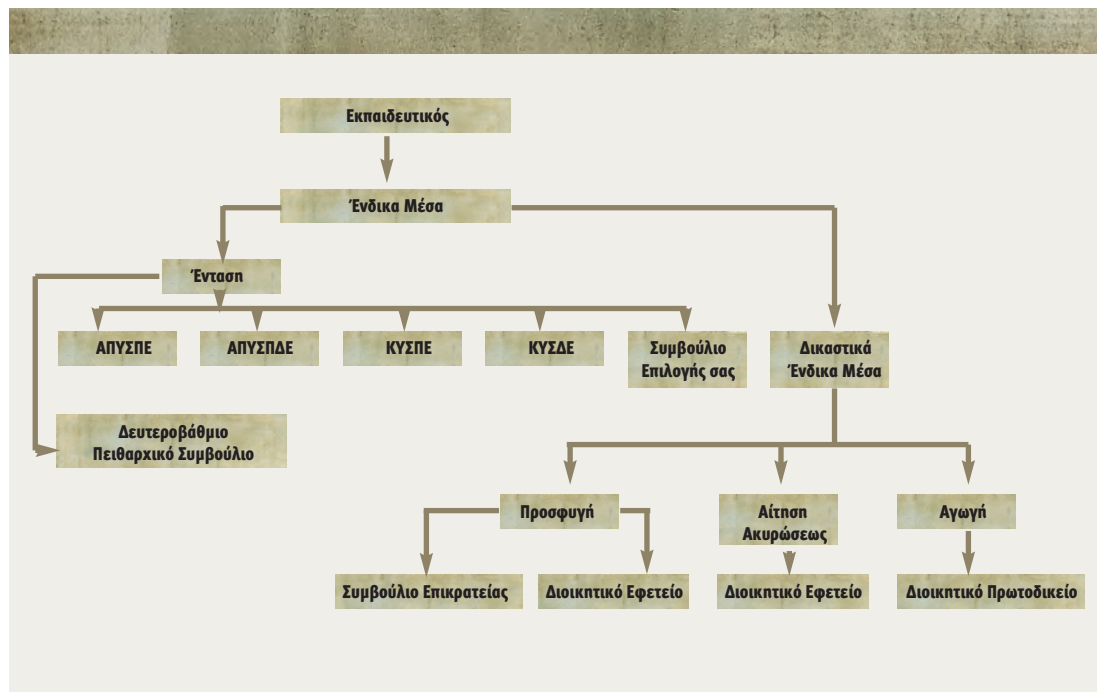 Εκπαιδευτικός
Ένδικα Μέσα
Ένταση
ΑΠΥΣΠΕ
ΑΠΥΣΠΔΕ
ΚΥΣΠΕ
ΚΥΣΔΕ
Συμβούλιο
Επιλογής σας
Δικαστικά
Ένδικα Μέσα
Δευτεροβάθμιο
Πειθαρχικό Συμβούλιο
Προσφυγή
Αίτηση
Ακυρώσεως
Αγωγή
Συμβούλιο Επικρατείας
Διοικητικό Εφετείο
Διοικητικό Εφετείο
Διοικητικό Πρωτοδικείο